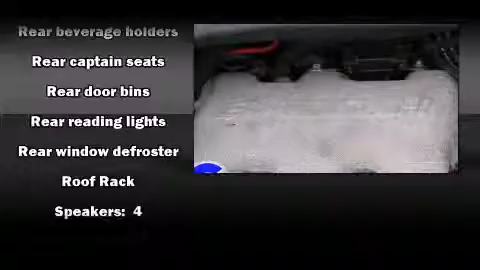 Rear beverage holders
Rear captain seats
Rear door bins
Rear reading lights
Rear window defroster
Roof Rack
Speakers: 4